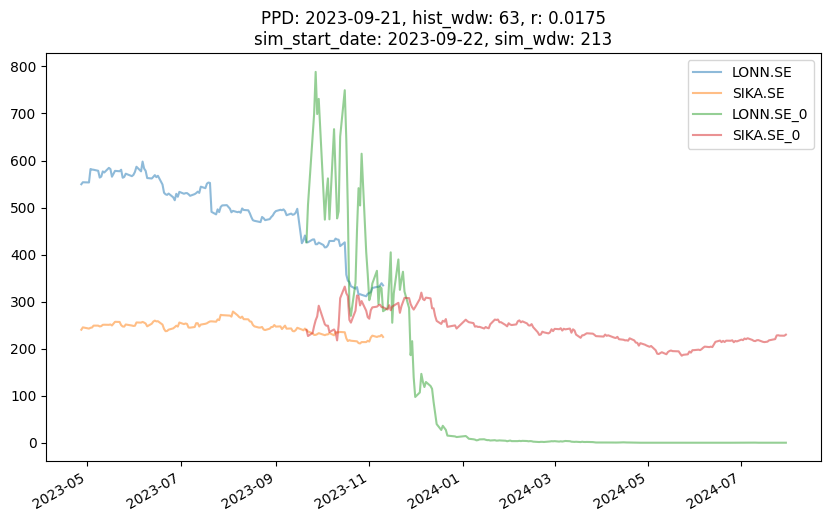 PPD: 2023-09-21, hist_wdw: 63, r: 0.0175
sim_start_date: 2023-09-22, sim_wdw: 213
LONN.SE
SIKA.SE
LONN.SE_0
SIKA.SE_0
800
700
600
500
400
300
200
100
0
2023-05
2023-07
2023-09
2023-11
2024-01
2024-03
2024-05
2024-07